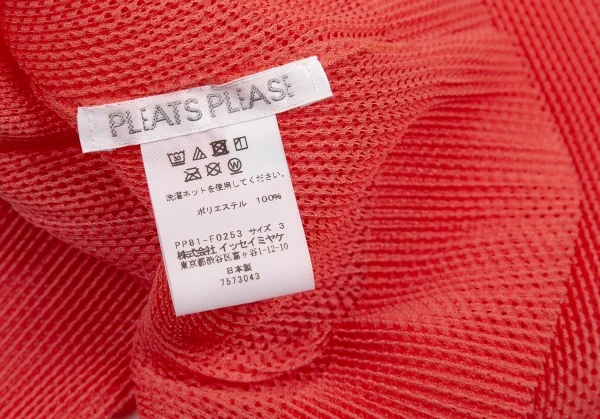 PLEATS PLEASE
洗濯ネットを使用してください。
ポリエステル 100%
PP81-F0253 サイズ 3
株式会社 イッセイミヤケ
東京都渋谷区富ヶ谷1-12-10
日本製
7573043